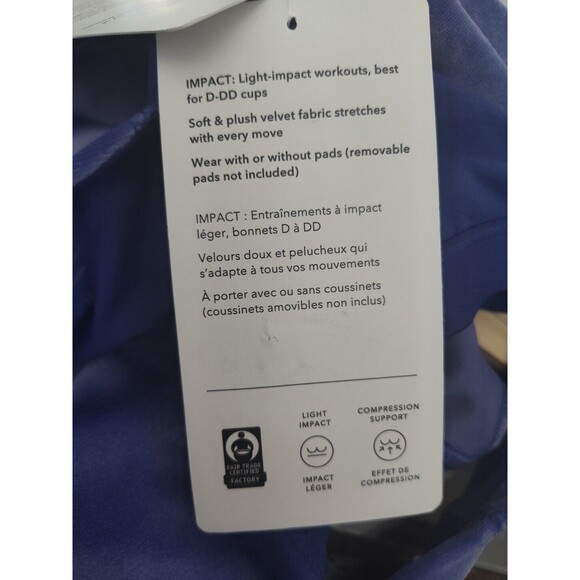 IMPACT: Light-impact workouts, best
for D-DD cups
Soft & plush velvet fabric stretches
with every move
Wear with or without pads (removable
pads not included)
IMPACT : Entraînements à impact
léger, bonnets D à DD
Velours doux et pelucheux qui
s'adapte à tous vos mouvements
À porter avec ou sans coussinets
(coussinets amovibles non inclus)
FAIR TRADE
CERTIFIED
FACTORY
LIGHT
IMPACT
IMPACT
LÉGER
COMPRESSION
SUPPORT
EFFET DE
COMPRESSION